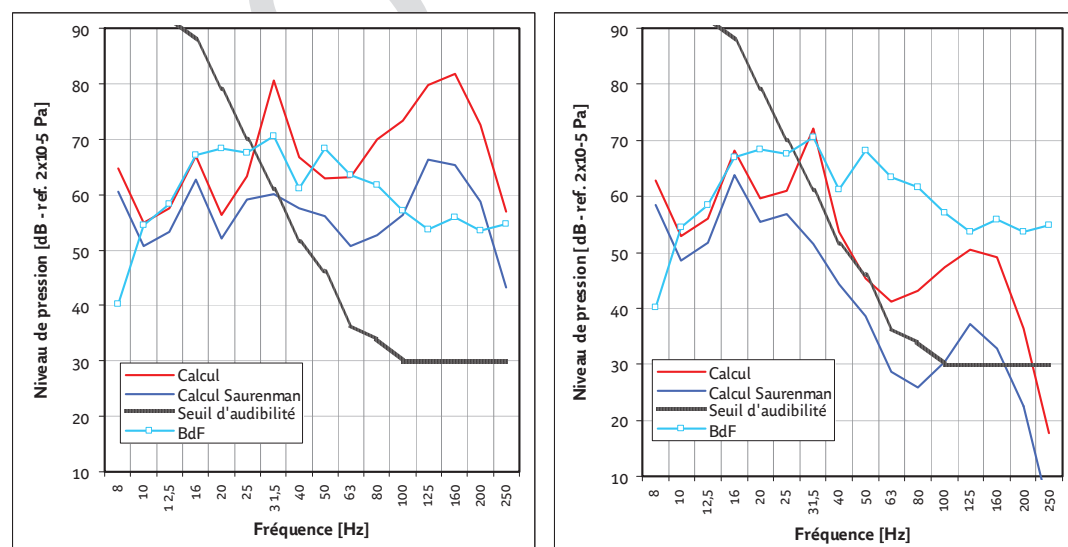 90
80
70
60
50
40
30
20
10
Niveau de pression [dB - ref. 2x10-5 Pa]
Calcul
Calcul Saurenman
Seuil d'audibilité
BdF
8 10 12,5 16 20 25 31,5 40 50 63 80 100 125 160 200 250
Fréquence [Hz]
90
80
70
60
50
40
30
20
10
Niveau de pression [dB - ref. 2x10-5 Pa]
Calcul
Calcul Saurenman
Seuil d'audibilité
BdF
8 10 12,5 16 20 25 31,5 40 50 63 80 100 125 160 200 250
Fréquence [Hz]